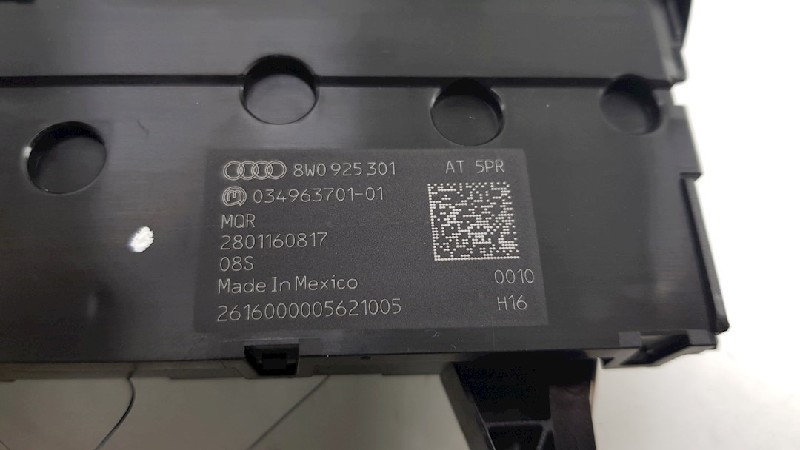 8W0 925 301 AT 5PR
034963701-01
MQR
2801160817
08S
Made In Mexico 0010
2616000005621005 H16